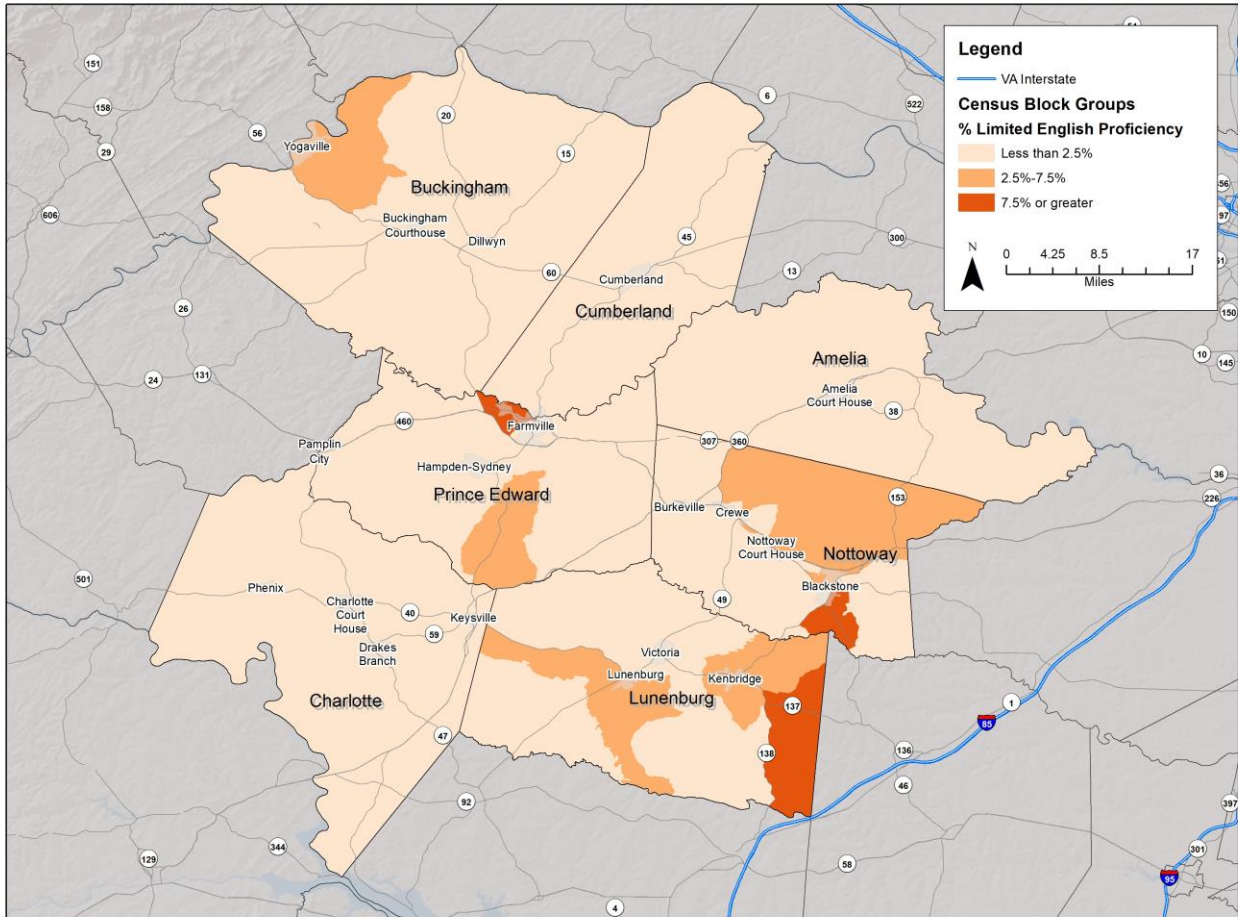 Legend
VA Interstate
Census Block Groups
% Limited English Proficiency
Less than 2.5%
2.5%-7.5%
7.5% or greater
N
0 4.25 8.5 17
Miles
151
158
29
56
606
20
15
6
522
Yogaville
Buckingham
Buckingham
Courthouse
Dillwyn
60
45
Cumberland
Cumberland
13
300
26
24
131
Amelia
Amelia
Court House
38
150
10
145
460
Farmville
Pamplin
City
Hampden-Sydney
Prince Edward
307
360
153
36
226
Burkeville
Crewe
Nottoway
Court House
Nottoway
Blackstone
49
501
Phenix
Charlotte
Court
House
40
59
Keysville
Drakes
Branch
Charlotte
47
Victoria
Lunenburg
Kenbridge
Lunenburg
137
138
1
85
136
46
92
344
129
58
4
397
301
95